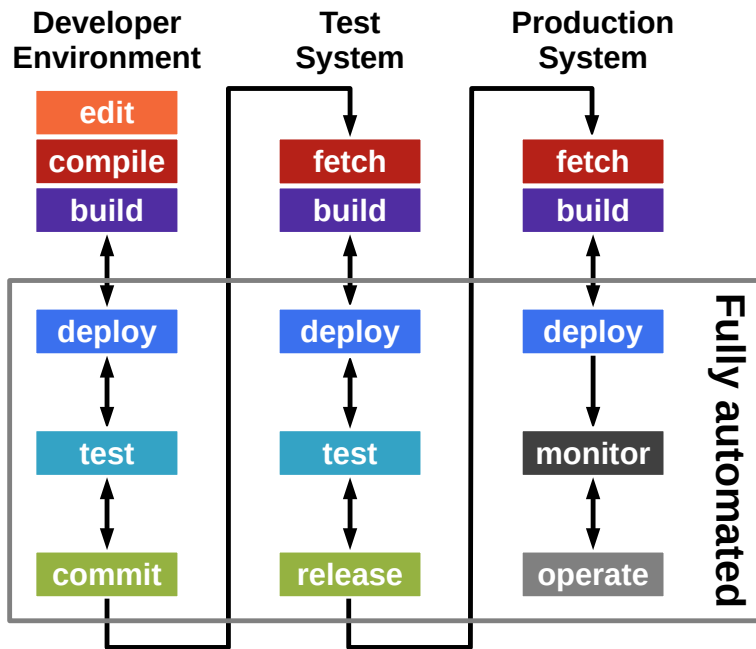 Developer
Environment
edit
compile
build
deploy
test
commit
Test
System
fetch
build
deploy
test
release
Production
System
fetch
build
deploy
monitor
operate
Fully automated